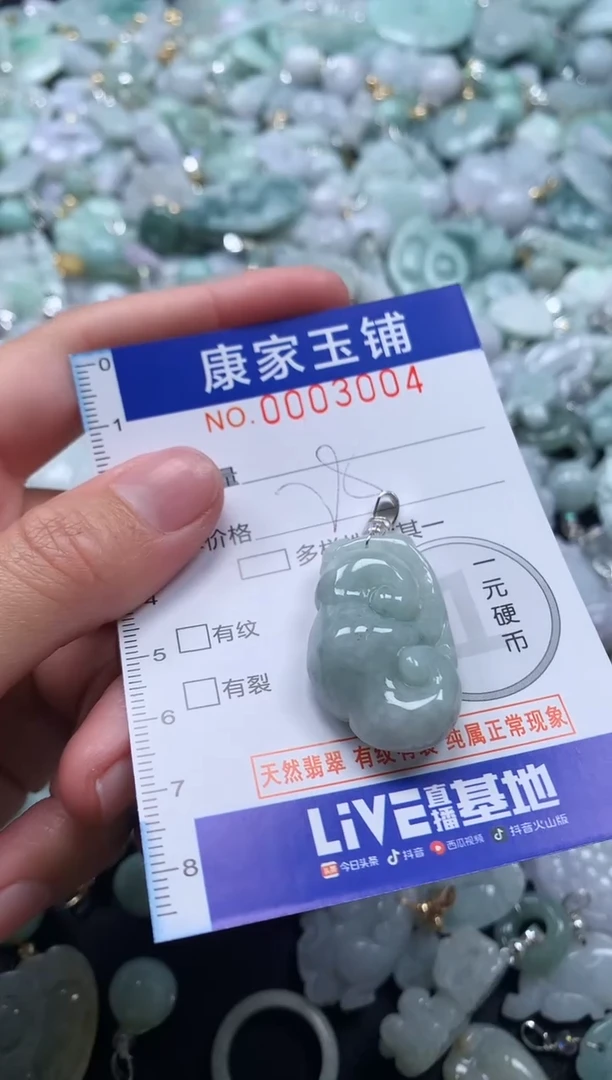 0
康家玉铺
NO.0003004
1
量
价格
多
其一
4
一元硬币
1
5
有纹
有裂
6
天然翡翠 有纹有裂 纯属正常现象
7
LiVE直播基地
8
头条 今日头条 抖音 西瓜视频 抖音火山版